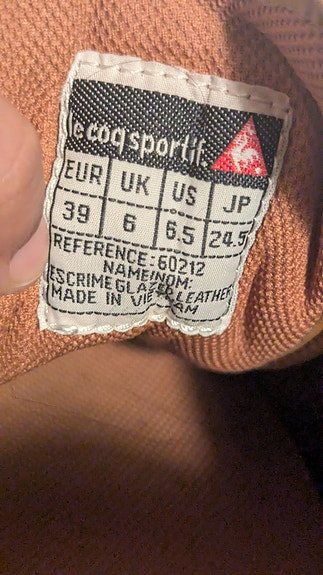 le coq sportif.
EUR UK US JP
39 6 6.5 24.5
REFERENCE: 60212
NAME/NOM:
ESCRIME GLAZED LEATHER
MADE IN VIETNAM